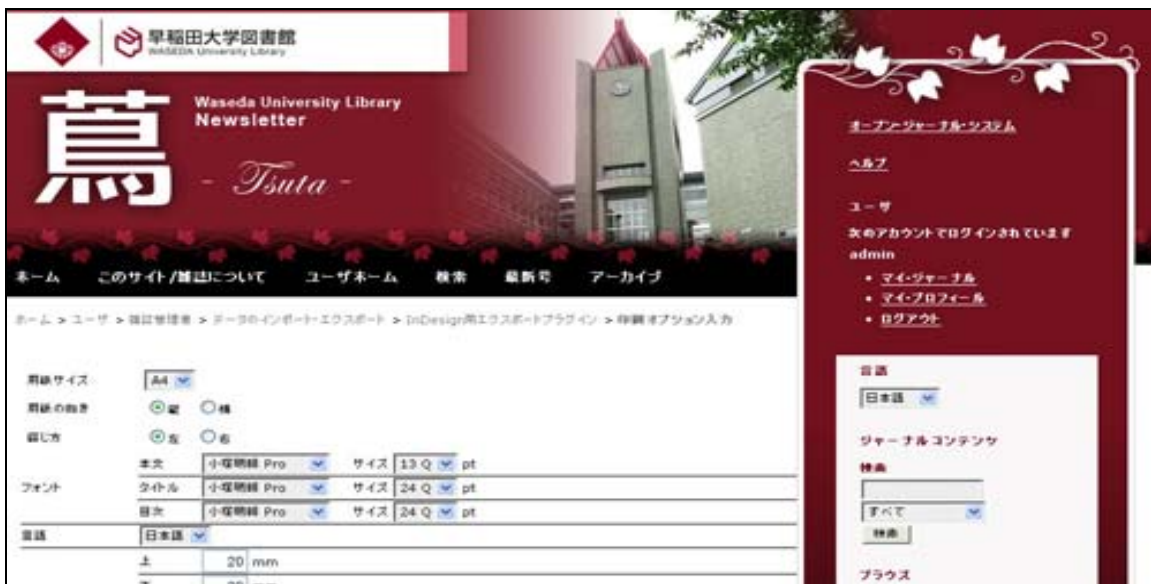 早稲田大学図書館
WASEDA University Library
蔦
Waseda University Library
Newsletter
- Tsuta -
ホーム このサイト/雑誌について ユーザホーム 検索 最新号 アーカイブ
ホーム > ユーザ > 雑誌管理者 > データのインポート・エクスポート > InDesign用エクスポートプラグイン > 印刷オプション入力
用紙サイズ A4
用紙の向き 縦 横
綴じ方 左 右
フォント
本文 小塚明朝 Pro サイズ 13 Q pt
タイトル 小塚明朝 Pro サイズ 24 Q pt
目次 小塚明朝 Pro サイズ 24 Q pt
言語 日本語
上 20 mm
mm
オープン・ジャーナル・システム
ヘルプ
ユーザ
次のアカウントでログインされています
admin
マイ・ジャーナル
マイ・プロフィール
ログアウト
言語
日本語
ジャーナルコンテンツ
検索
すべて
検索
ブラウズ